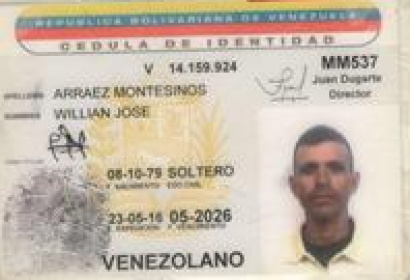 REPUBLICA BOLIVARIANA DE VENEZUELA
CEDULA DE IDENTIDAD
V 14.159.924
MM537
Juan Dugarte
Director
APELLIDOS ARRAEZ MONTESINOS
NOMBRES WILLIAN JOSE
08-10-79 SOLTERO
F. NACIMIENTO EDO.CIVIL
23-05-16 05-2026
F. EXPEDICION F. VENCIMIENTO
VENEZOLANO